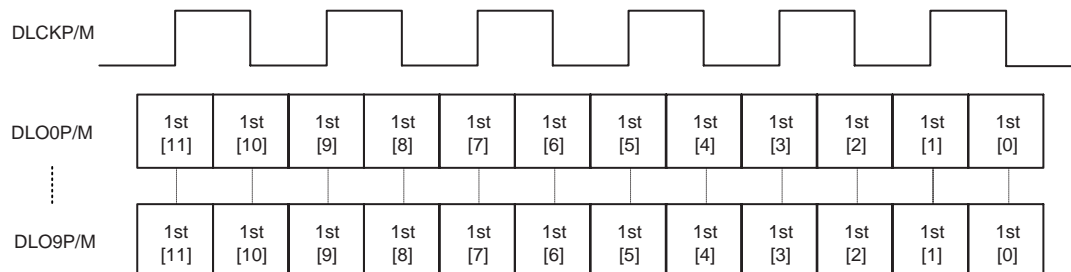 DLCKP/M
DLO0P/M
1st 1st 1st 1st 1st 1st 1st 1st 1st 1st 1st 1st
[11] [10] [9] [8] [7] [6] [5] [4] [3] [2] [1] [0]
DLO9P/M
1st 1st 1st 1st 1st 1st 1st 1st 1st 1st 1st 1st
[11] [10] [9] [8] [7] [6] [5] [4] [3] [2] [1] [0]